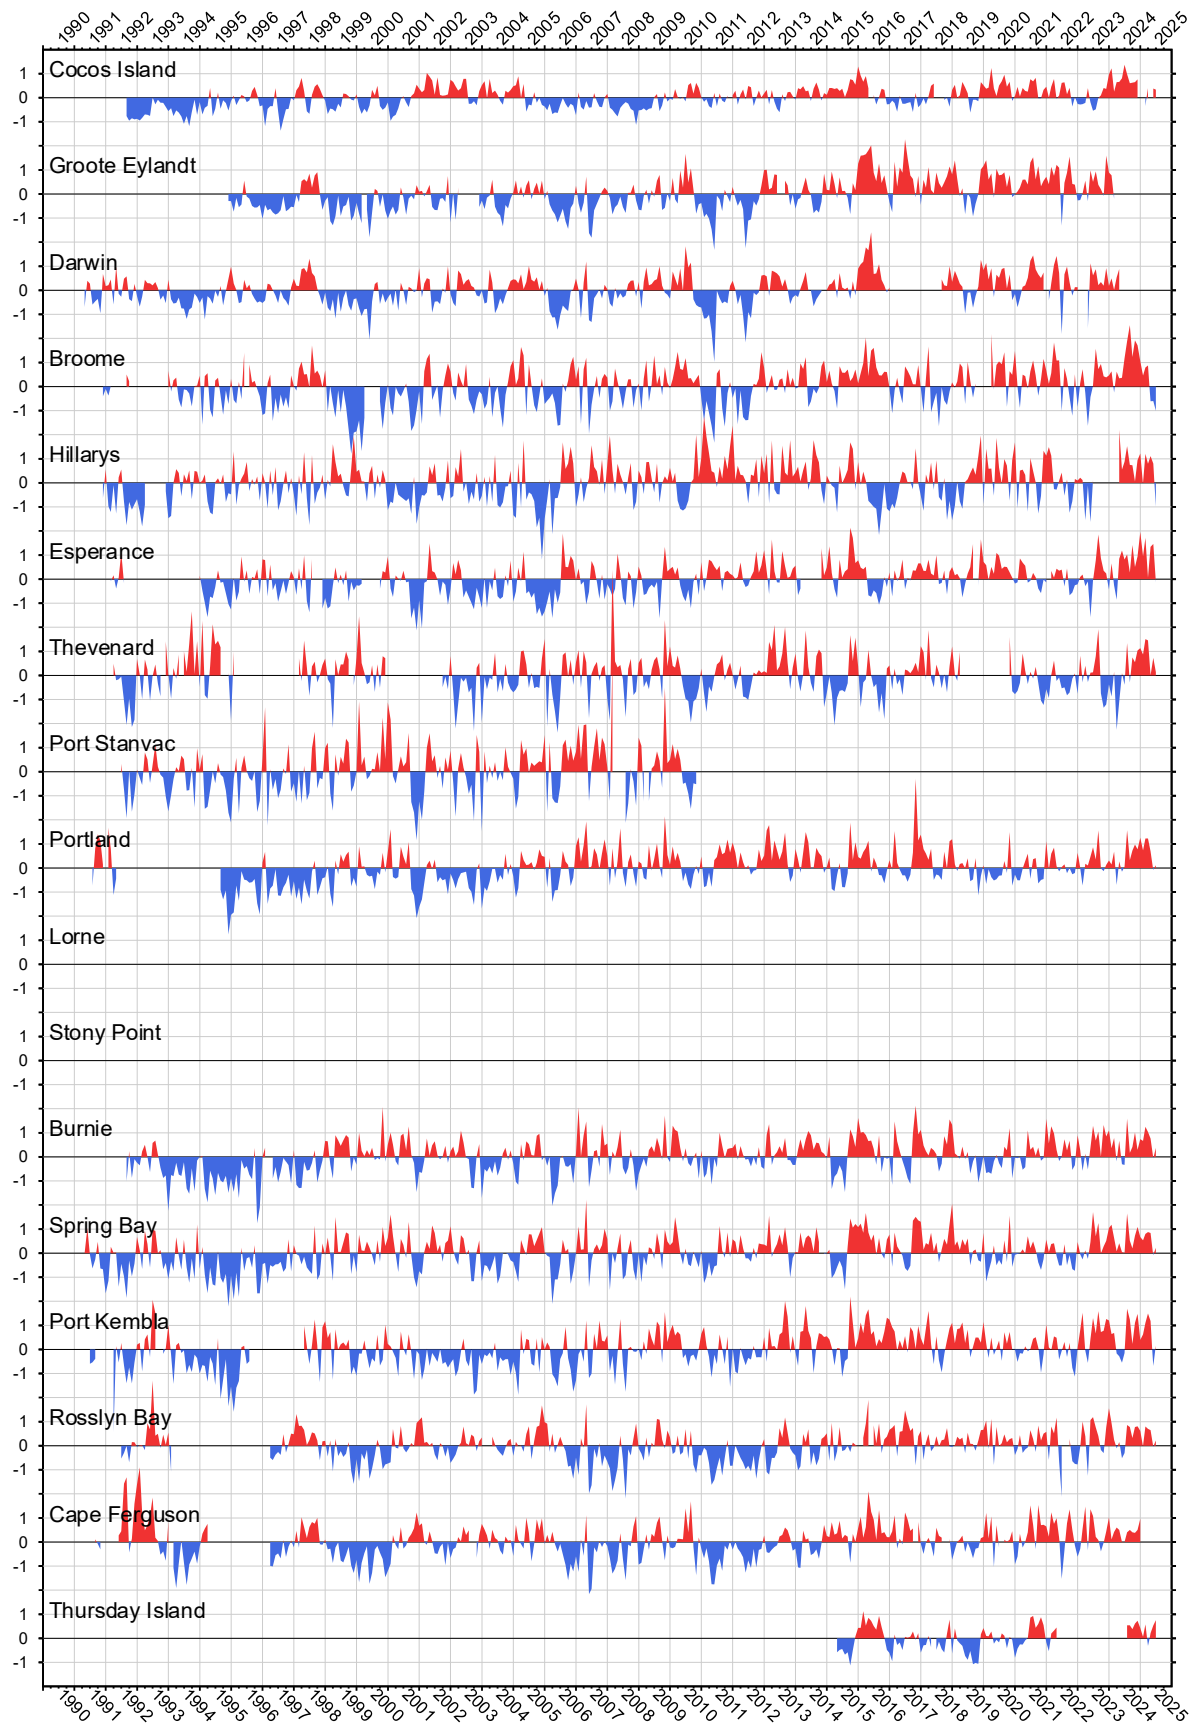 1990 1991 1992 1993 1994 1995 1996 1997 1998 1999 2000 2001 2002 2003 2004 2005 2006 2007 2008 2009 2010 2011 2012 2013 2014 2015 2016 2017 2018 2019 2020 2021 2022 2023 2024 2025
Cocos Island
1
0
-1
Groote Eylandt
1
0
-1
Darwin
1
0
-1
Broome
1
0
-1
Hillarys
1
0
-1
Esperance
1
0
-1
Thevenard
1
0
-1
Port Stanvac
1
0
-1
Portland
1
0
-1
Lorne
1
0
-1
Stony Point
1
0
-1
Burnie
1
0
-1
Spring Bay
1
0
-1
Port Kembla
1
0
-1
Rosslyn Bay
1
0
-1
Cape Ferguson
1
0
-1
Thursday Island
1
0
-1
1990 1991 1992 1993 1994 1995 1996 1997 1998 1999 2000 2001 2002 2003 2004 2005 2006 2007 2008 2009 2010 2011 2012 2013 2014 2015 2016 2017 2018 2019 2020 2021 2022 2023 2024 2025